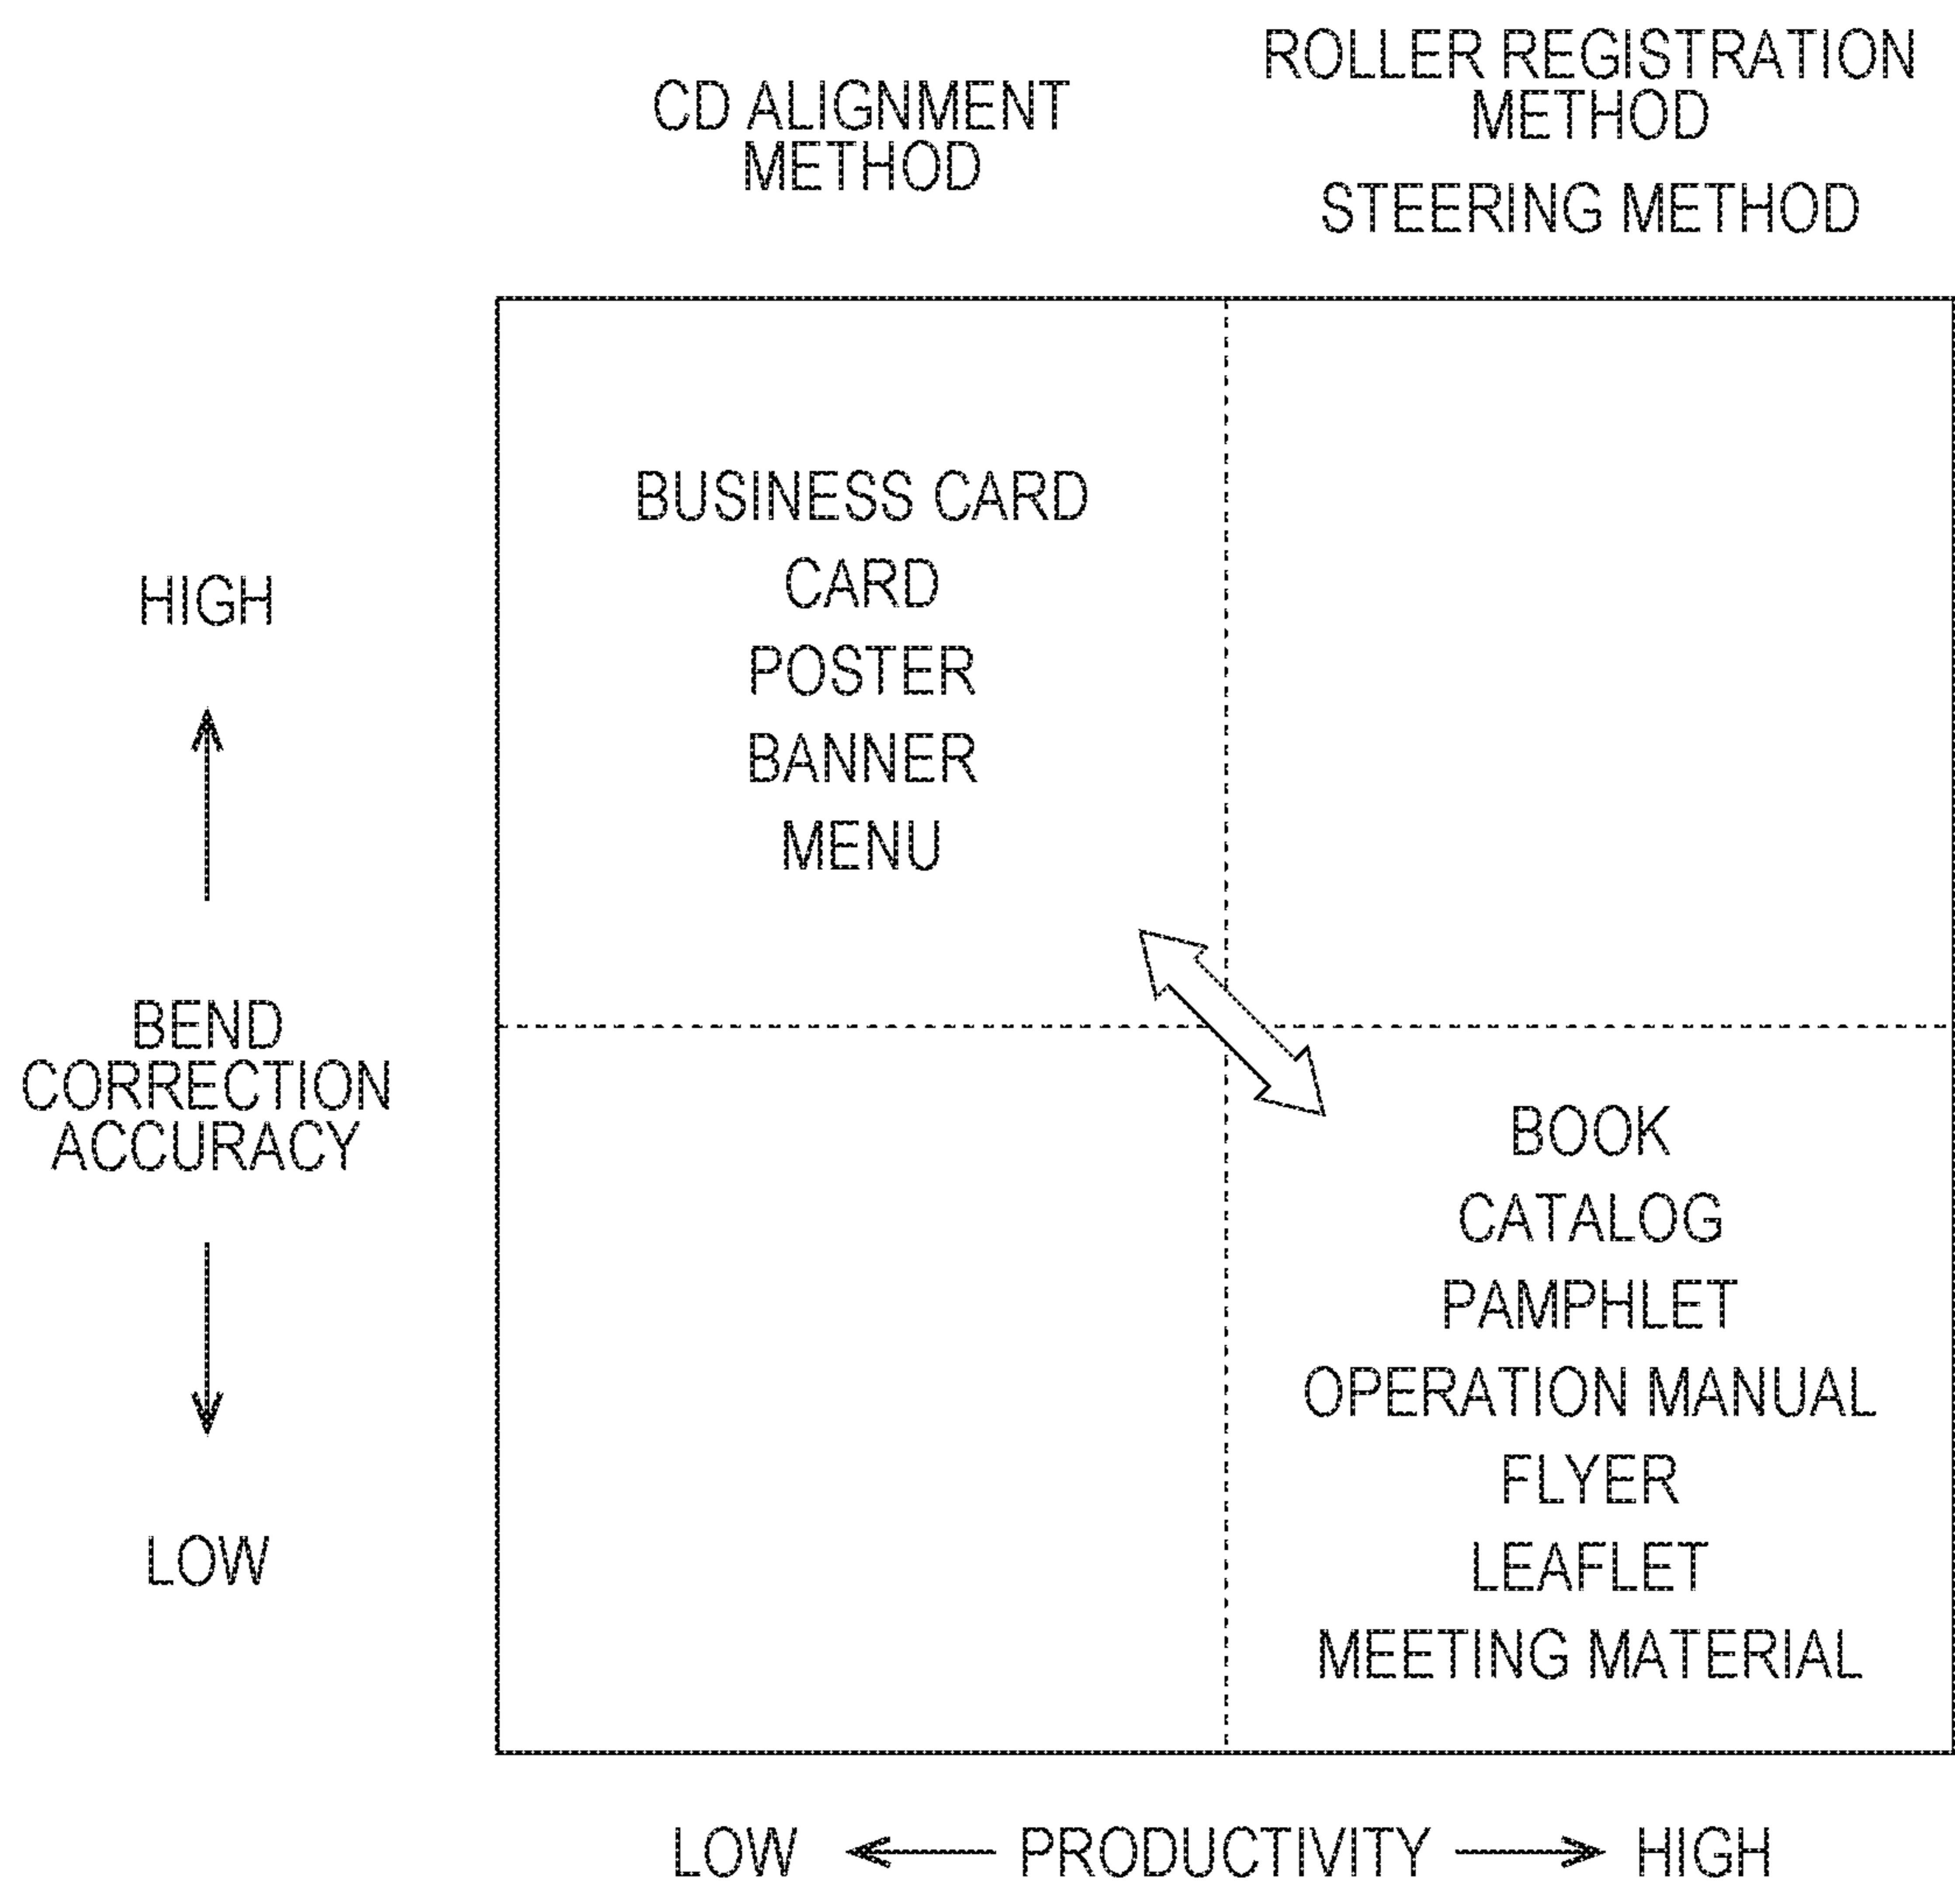 CD ALIGNMENT
METHOD
ROLLER REGISTRATION
METHOD
STEERING METHOD
HIGH
BEND
CORRECTION
ACCURACY
LOW
BUSINESS CARD
CARD
POSTER
BANNER
MENU
BOOK
CATALOG
PAMPHLET
OPERATION MANUAL
FLYER
LEAFLET
MEETING MATERIAL
LOW PRODUCTIVITY HIGH